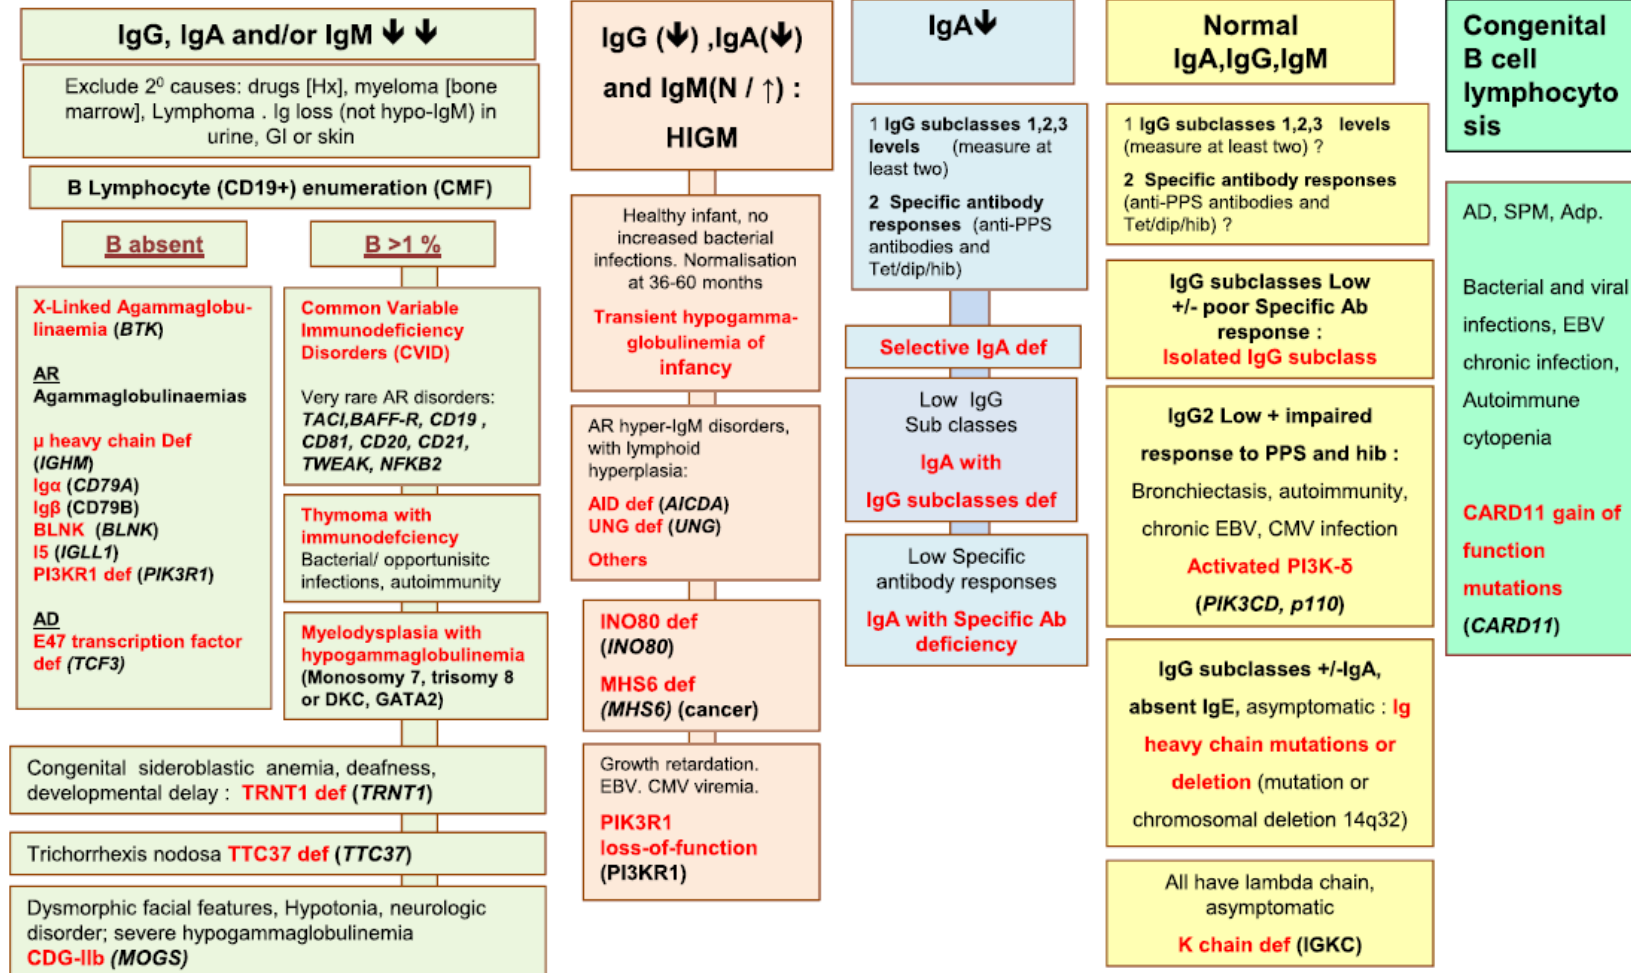 IgG, IgA and/or IgM 🡻 🡻
Exclude 2⁰ causes: drugs [Hx], myeloma [bone
marrow], Lymphoma . Ig loss (not hypo-IgM) in
urine, GI or skin
B Lymphocyte (CD19+) enumeration (CMF)
B absent
X-Linked Agammaglobu-
linaemia (BTK)
AR
Agammaglobulinaemias
µ heavy chain Def
(IGHM)
Igα (CD79A)
Igβ (CD79B)
BLNK (BLNK)
I5 (IGLL1)
PI3KR1 def (PIK3R1)
AD
E47 transcription factor
def (TCF3)
B >1 %
Common Variable
Immunodeficiency
Disorders (CVID)
Very rare AR disorders:
TACI,BAFF-R, CD19 ,
CD81, CD20, CD21,
TWEAK, NFKB2
Thymoma with
immunodefciency
Bacterial/ opportunisitc
infections, autoimmunity
Myelodysplasia with
hypogammaglobulinemia
(Monosomy 7, trisomy 8
or DKC, GATA2)
Congenital sideroblastic anemia, deafness,
developmental delay : TRNT1 def (TRNT1)
Trichorrhexis nodosa TTC37 def (TTC37)
Dysmorphic facial features, Hypotonia, neurologic
disorder; severe hypogammaglobulinemia
CDG-IIb (MOGS)
IgG (🡻) ,IgA(🡻)
and IgM(N / ↑) :
HIGM
Healthy infant, no
increased bacterial
infections. Normalisation
at 36-60 months
Transient hypogamma-
globulinemia of
infancy
AR hyper-IgM disorders,
with lymphoid
hyperplasia:
AID def (AICDA)
UNG def (UNG)
Others
INO80 def
(INO80)
MHS6 def
(MHS6) (cancer)
Growth retardation.
EBV. CMV viremia.
PIK3R1
loss-of-function
(PI3KR1)
IgA🡻
1 IgG subclasses 1,2,3
levels (measure at
least two)
2 Specific antibody
responses (anti-PPS
antibodies and
Tet/dip/hib)
Selective IgA def
Low IgG
Sub classes
IgA with
IgG subclasses def
Low Specific
antibody responses
IgA with Specific Ab
deficiency
Normal
IgA,IgG,IgM
1 IgG subclasses 1,2,3 levels
(measure at least two) ?
2 Specific antibody responses
(anti-PPS antibodies and
Tet/dip/hib) ?
IgG subclasses Low
+/- poor Specific Ab
response :
Isolated IgG subclass
IgG2 Low + impaired
response to PPS and hib :
Bronchiectasis, autoimmunity,
chronic EBV, CMV infection
Activated PI3K-δ
(PIK3CD, p110)
IgG subclasses +/-IgA,
absent IgE, asymptomatic : Ig
heavy chain mutations or
deletion (mutation or
chromosomal deletion 14q32)
All have lambda chain,
asymptomatic
K chain def (IGKC)
Congenital
B cell
lymphocyto
sis
AD, SPM, Adp.
Bacterial and viral
infections, EBV
chronic infection,
Autoimmune
cytopenia
CARD11 gain of
function
mutations
(CARD11)